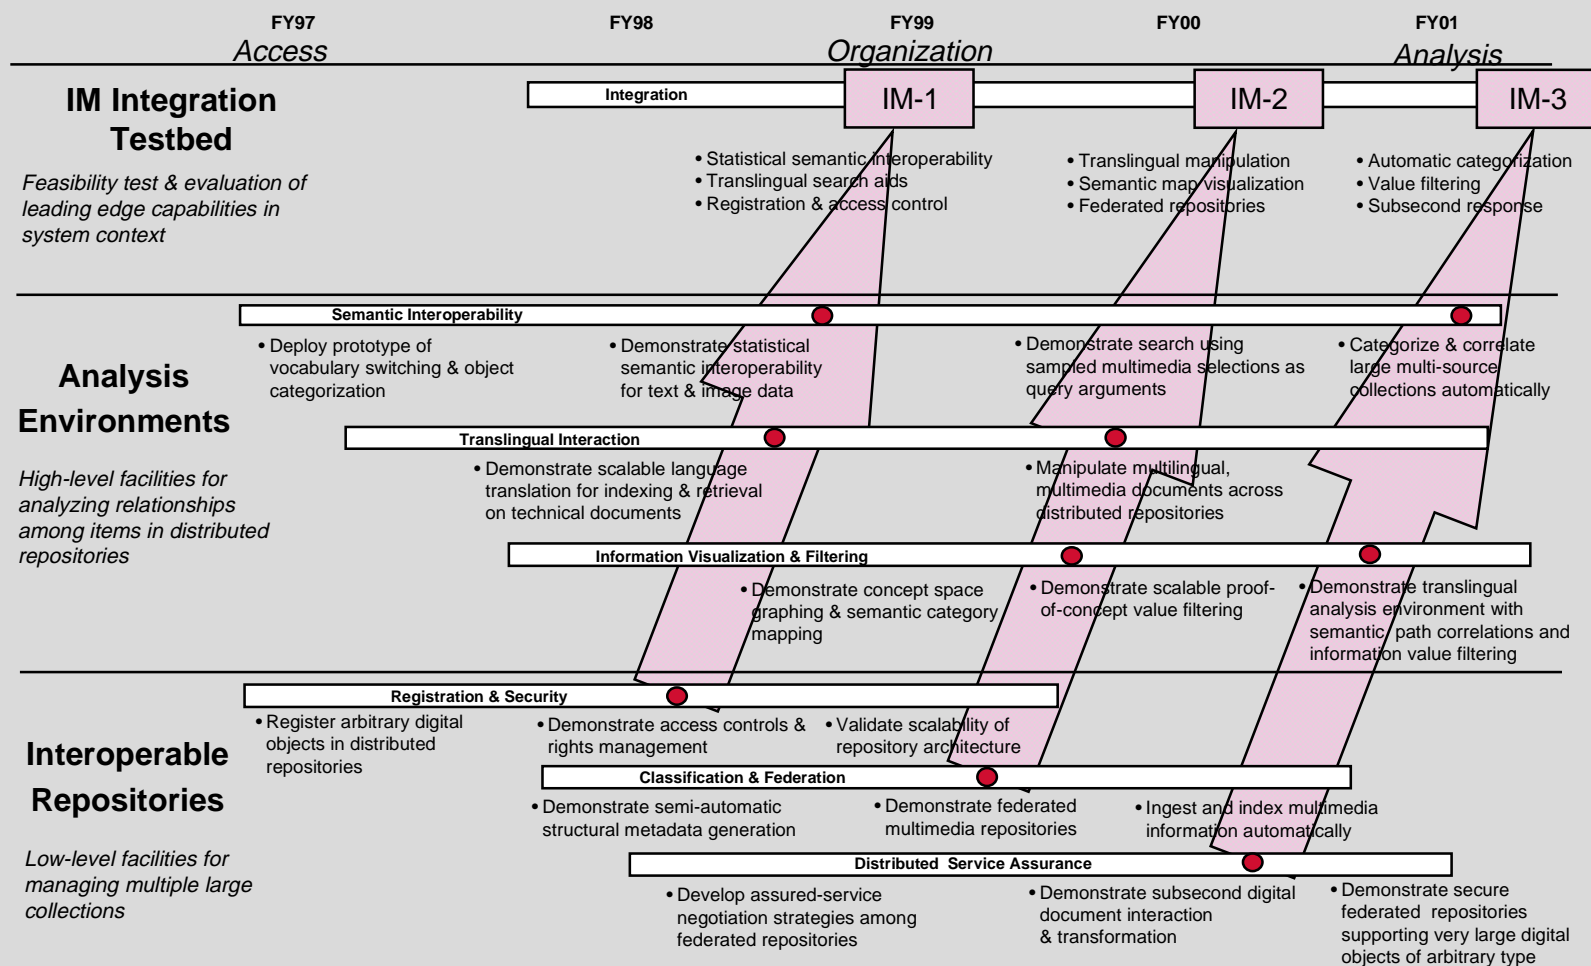 FY97
FY98
FY99
FY00
FY01
Access
Organization
Analysis
IM Integration
Testbed
Feasibility test & evaluation of
leading edge capabilities in
system context
Integration
IM-1
IM-2
IM-3
• Statistical semantic interoperability
• Translingual search aids
• Registration & access control
• Translingual manipulation
• Semantic map visualization
• Federated repositories
• Automatic categorization
• Value filtering
• Subsecond response
Analysis
Environments
High-level facilities for
analyzing relationships
among items in distributed
repositories
Semantic Interoperability
• Deploy prototype of
vocabulary switching & object
categorization
• Demonstrate statistical
semantic interoperability
for text & image data
• Demonstrate search using
sampled multimedia selections as
query arguments
• Categorize & correlate
large multi-source
collections automatically
Translingual Interaction
• Demonstrate scalable language
translation for indexing & retrieval
on technical documents
• Manipulate multilingual,
multimedia documents across
distributed repositories
Information Visualization & Filtering
• Demonstrate concept space
graphing & semantic category
mapping
• Demonstrate scalable proof-
of-concept value filtering
• Demonstrate translingual
analysis environment with
semantic path correlations and
information value filtering
Interoperable
Repositories
Low-level facilities for
managing multiple large
collections
Registration & Security
• Register arbitrary digital
objects in distributed
repositories
• Demonstrate access controls &
rights management
• Validate scalability of
repository architecture
Classification & Federation
• Demonstrate semi-automatic
structural metadata generation
• Demonstrate federated
multimedia repositories
• Ingest and index multimedia
information automatically
Distributed Service Assurance
• Develop assured-service
negotiation strategies among
federated repositories
• Demonstrate subsecond digital
document interaction
& transformation
• Demonstrate secure
federated repositories
supporting very large digital
objects of arbitrary type